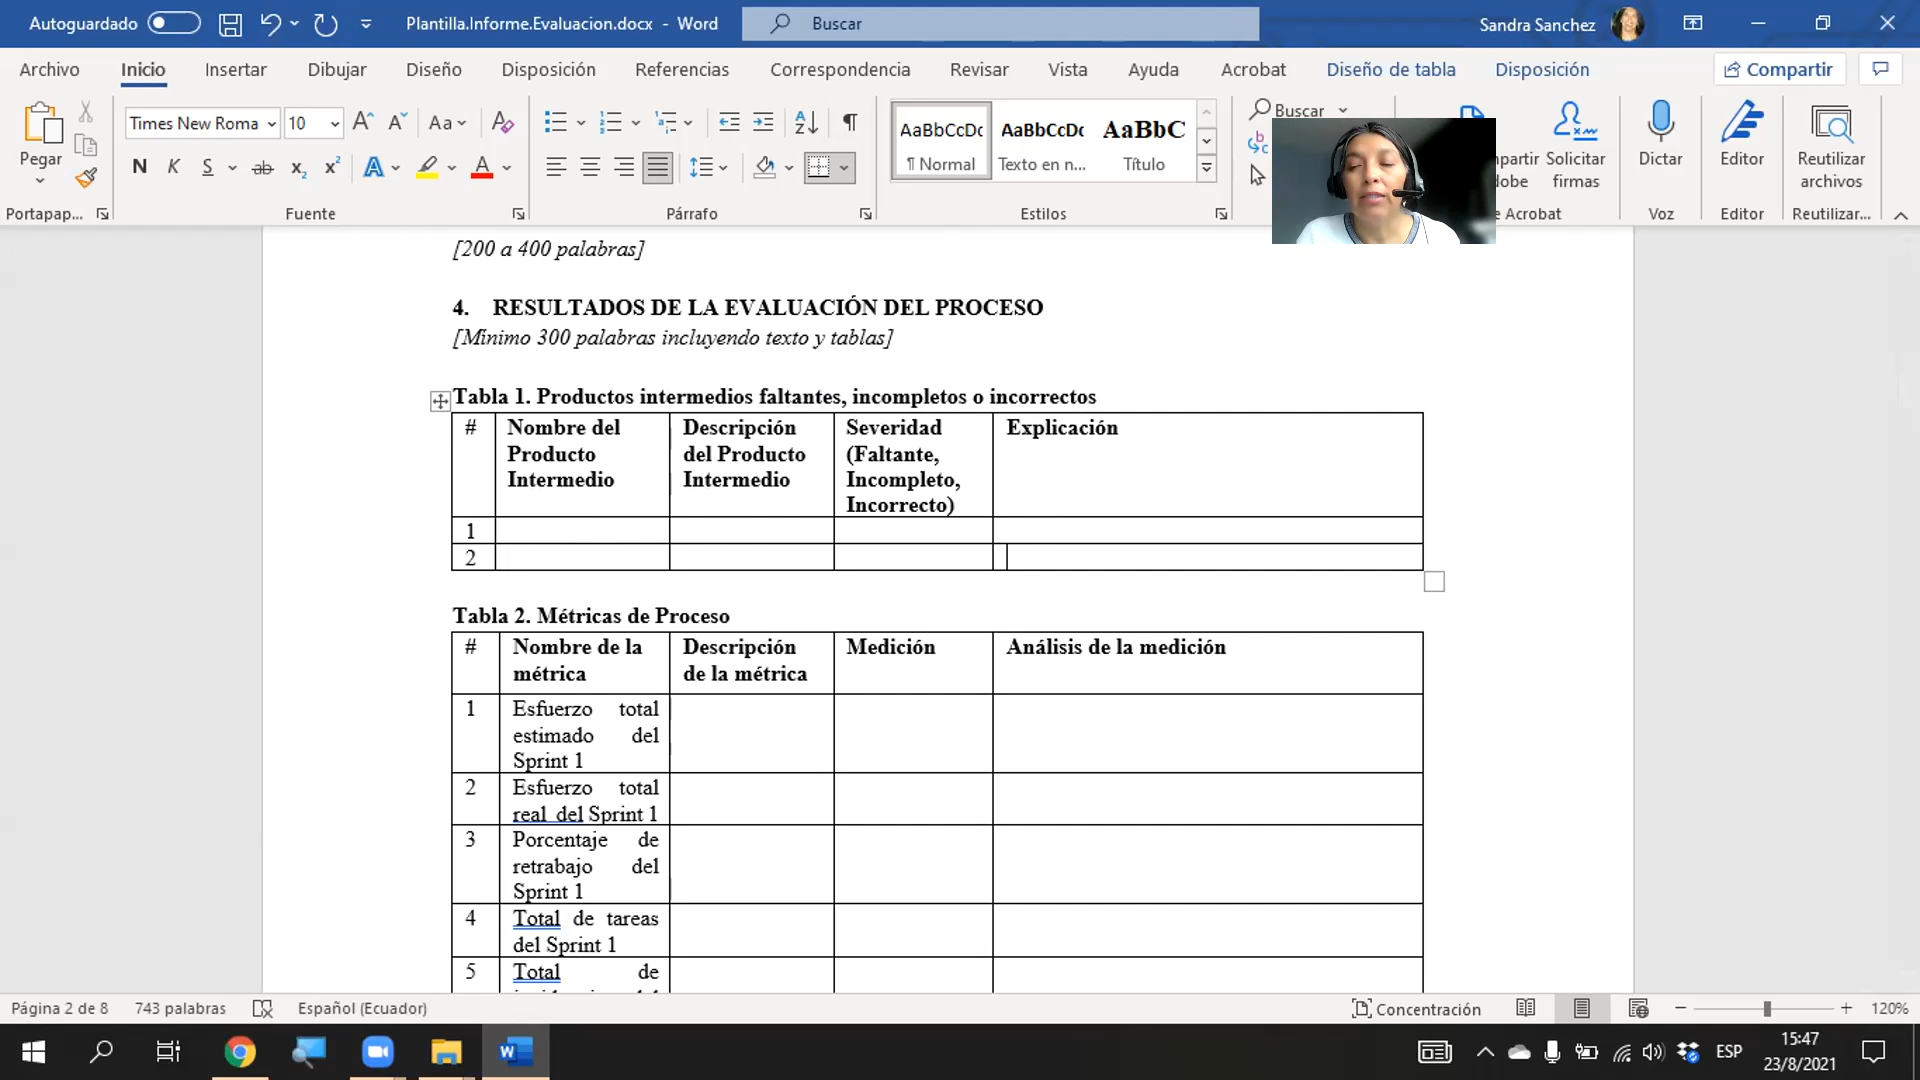 Autoguardado
Plantilla.Informe.Evaluacion.docx - Word
Buscar
Sandra Sanchez
Archivo Inicio Insertar Dibujar Diseño Disposición Referencias Correspondencia Revisar Vista Ayuda Acrobat Diseño de tabla Disposición Compartir
Pegar
Portapap...
Times New Roma 10
Aa
N K S ab x₂ x²
Fuente
Párrafo
AaBbCcDc AaBbCcDc AaBbC
¶ Normal Texto en n... Título
Estilos
Buscar
Solicitar
firmas
Acrobat
Dictar
Voz
Editor
Editor
Reutilizar
archivos
Reutilizar...
[200 a 400 palabras]
4. RESULTADOS DE LA EVALUACIÓN DEL PROCESO
[Mínimo 300 palabras incluyendo texto y tablas]
Tabla 1. Productos intermedios faltantes, incompletos o incorrectos
# Nombre del Producto Intermedio Descripción del Producto Intermedio Severidad (Faltante, Incompleto, Incorrecto) Explicación
1
2
Tabla 2. Métricas de Proceso
# Nombre de la métrica Descripción de la métrica Medición Análisis de la medición
1 Esfuerzo total
estimado del
Sprint 1
2 Esfuerzo total
real del Sprint 1
3 Porcentaje de
retrabajo del
Sprint 1
4 Total de tareas
del Sprint 1
5 Total de
Página 2 de 8 743 palabras Español (Ecuador) Concentración 120%
ESP
15:47
23/8/2021